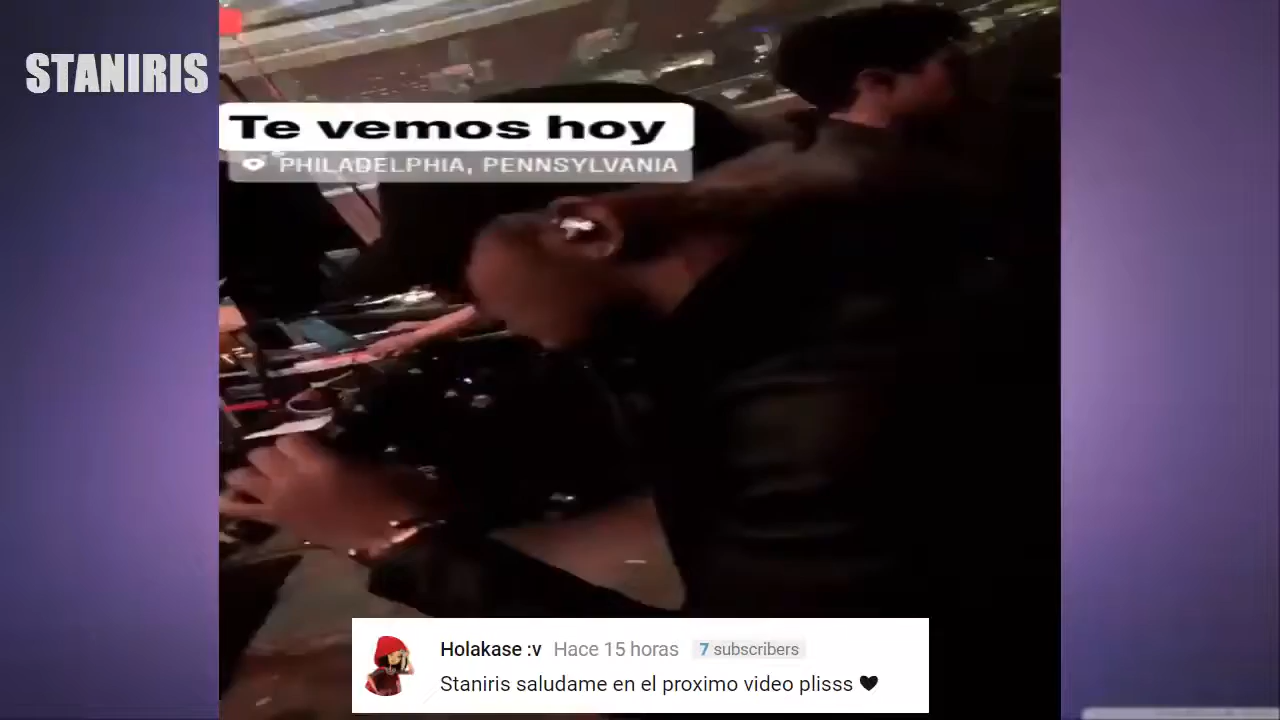 STANIRIS
Te vemos hoy
PHILADELPHIA, PENNSYLVANIA
Holakase :v Hace 15 horas 7 subscribers
Staniris saludame en el proximo video plisss 🖤